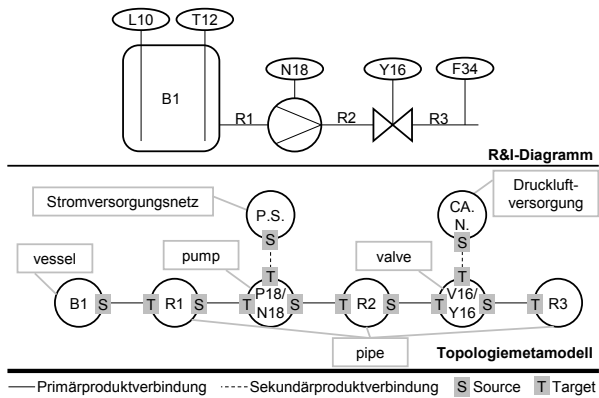 L10 T12 N18 Y16 F34
B1 R1 R2 R3
R&I-Diagramm
Stromversorgungsnetz
P.S.
CA.
N.
Druckluft-
versorgung
S S
vessel
pump
valve
T T
B1 S T R1 S T P18/
N18 S T R2 S T V16/
Y16 S T R3
pipe
Topologiemetamodell
Primärproduktverbindung Sekundärproduktverbindung S Source T Target